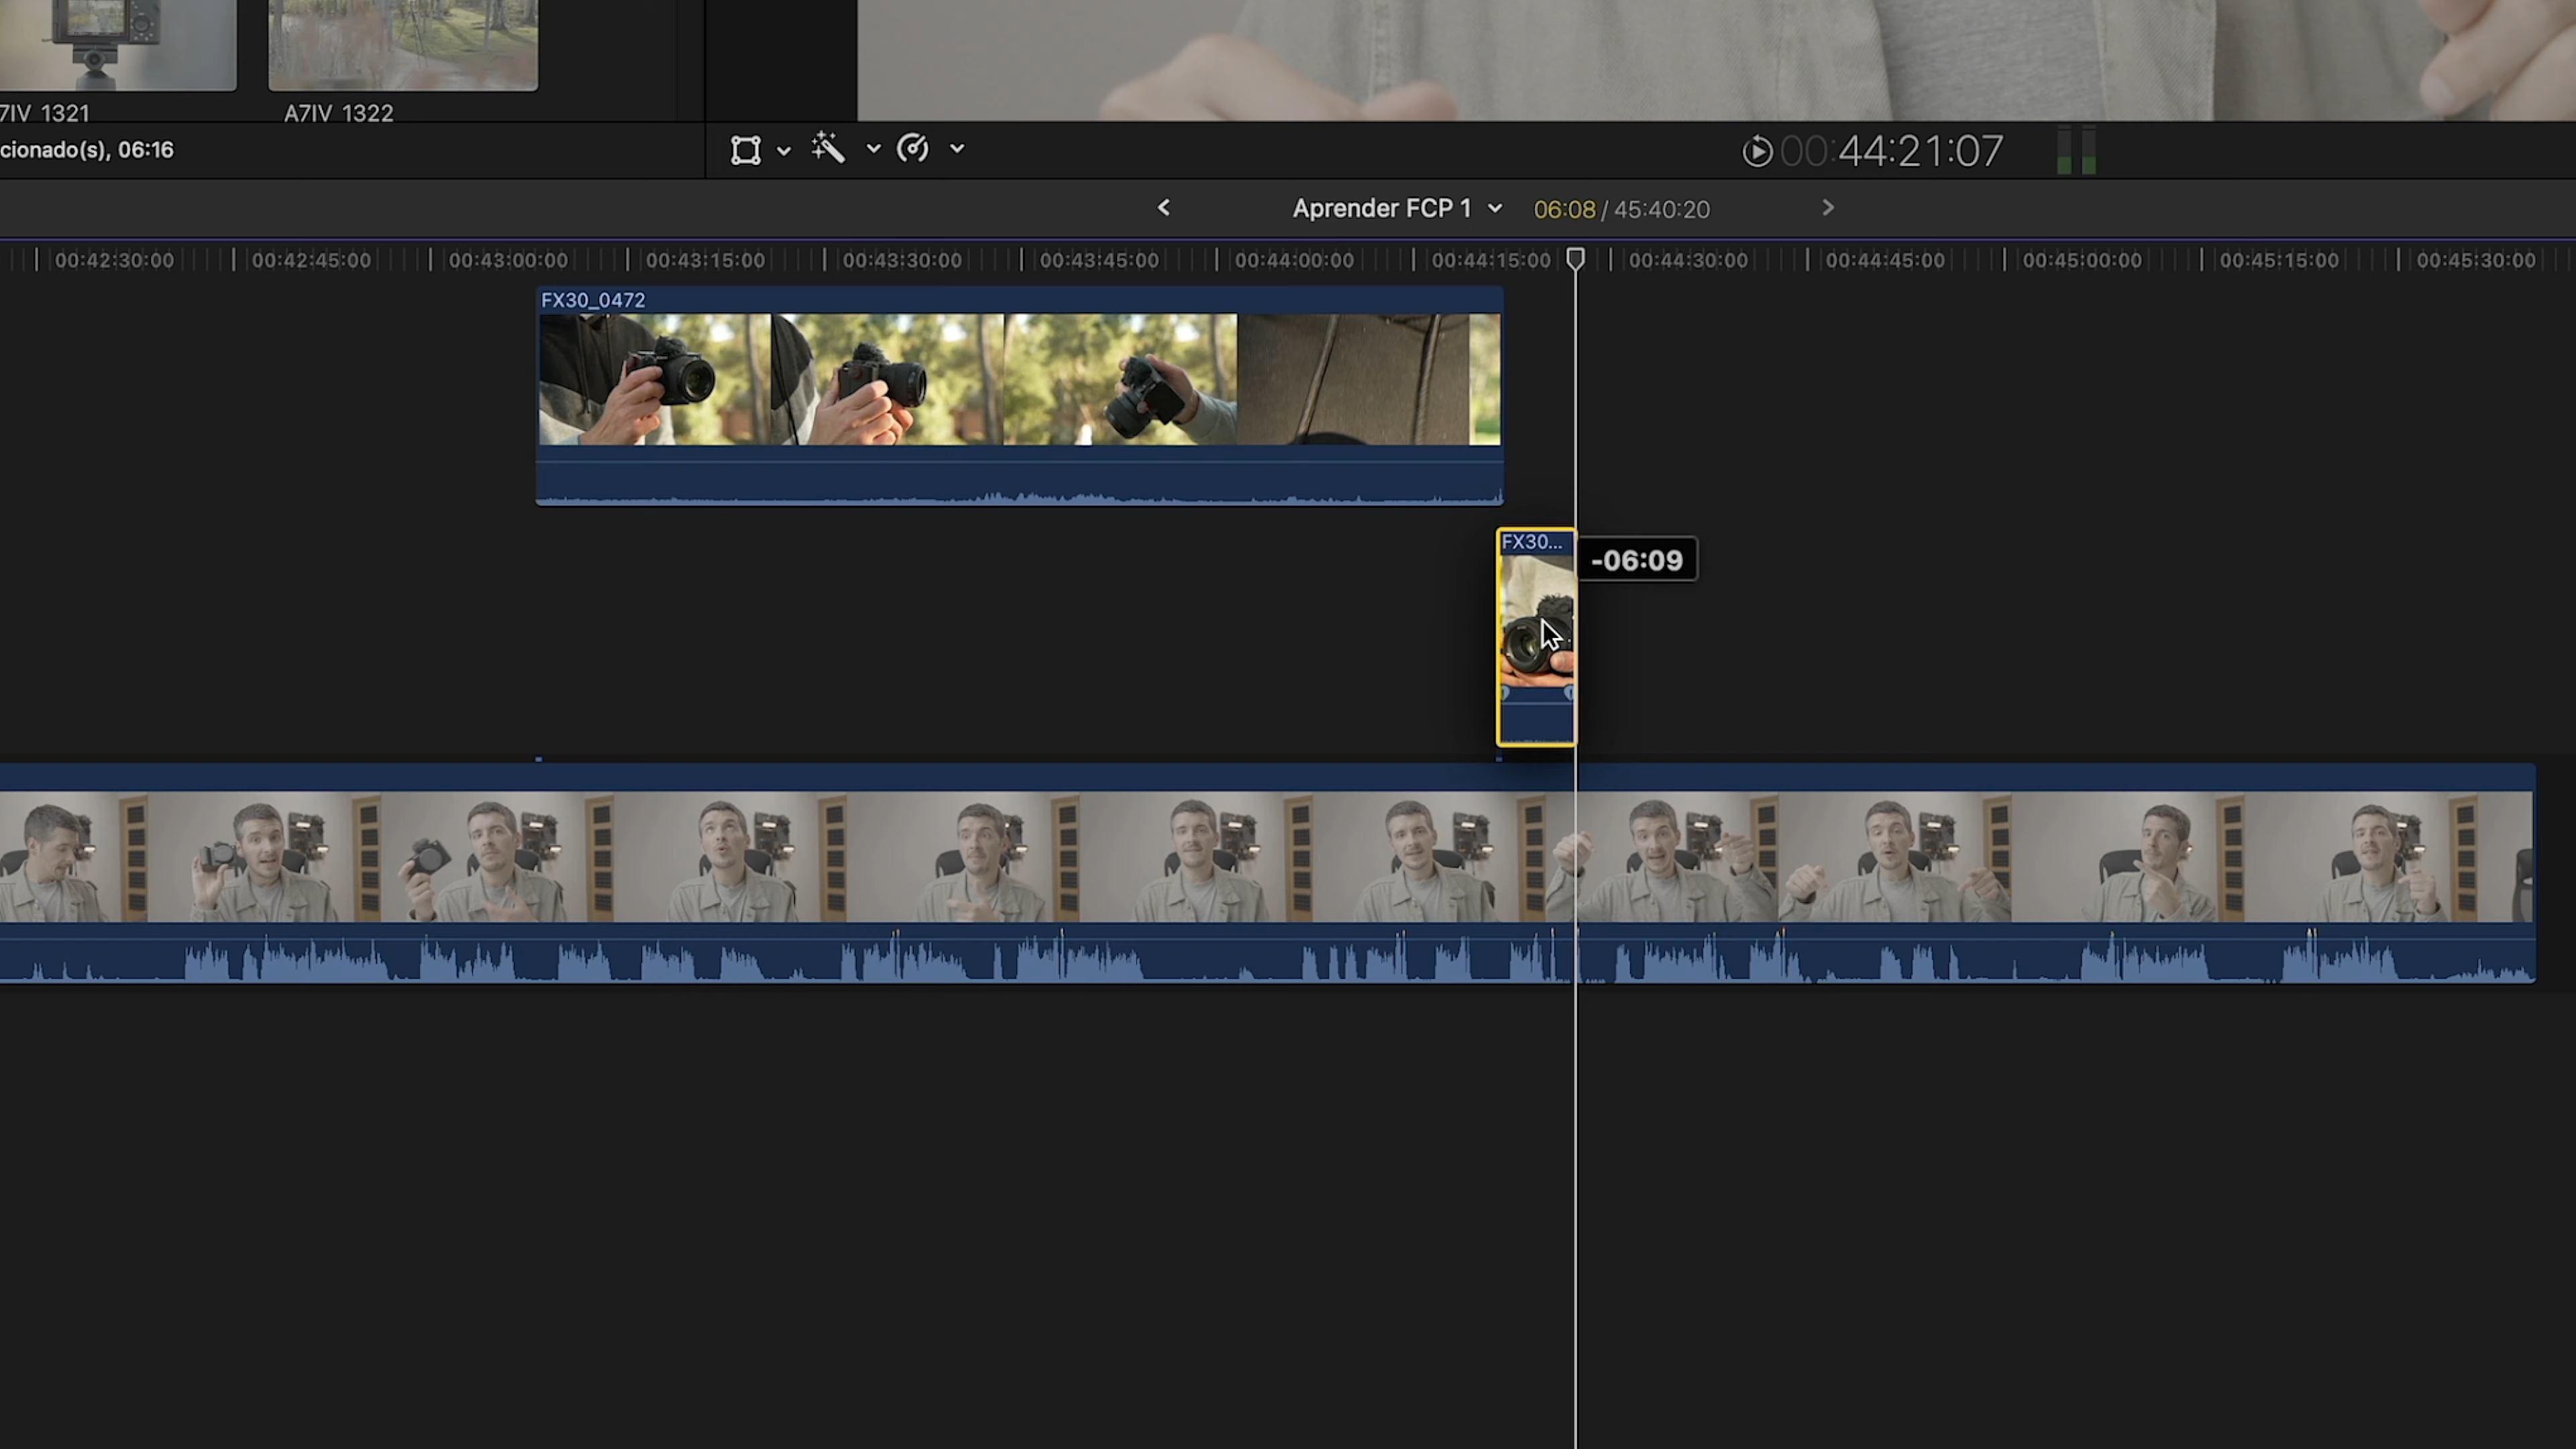 7IV 1321
A7IV 1322
cionado(s), 06:16
00:44:21:07
Aprender FCP 1
06:08 / 45:40:20
00:42:30:00
00:42:45:00
00:43:00:00
00:43:15:00
00:43:30:00
00:43:45:00
00:44:00:00
00:44:15:00
00:44:30:00
00:44:45:00
00:45:00:00
00:45:15:00
00:45:30:00
FX30_0472
FX30...
-06:09